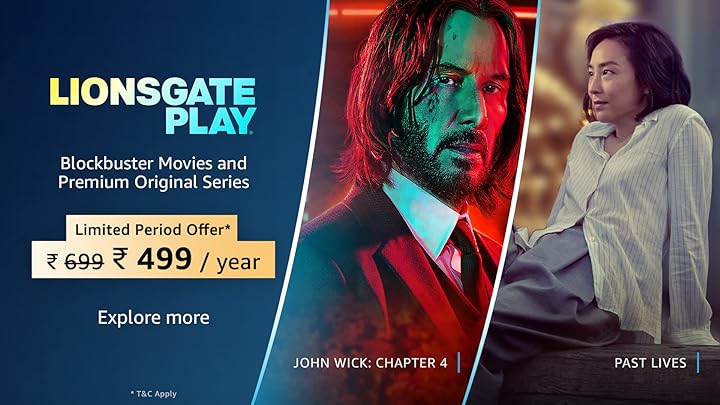 LIONSGATE
PLAY
Blockbuster Movies and
Premium Original Series
Limited Period Offer*
₹ 699 ₹ 499 / year
Explore more
* T&C Apply
JOHN WICK: CHAPTER 4
PAST LIVES